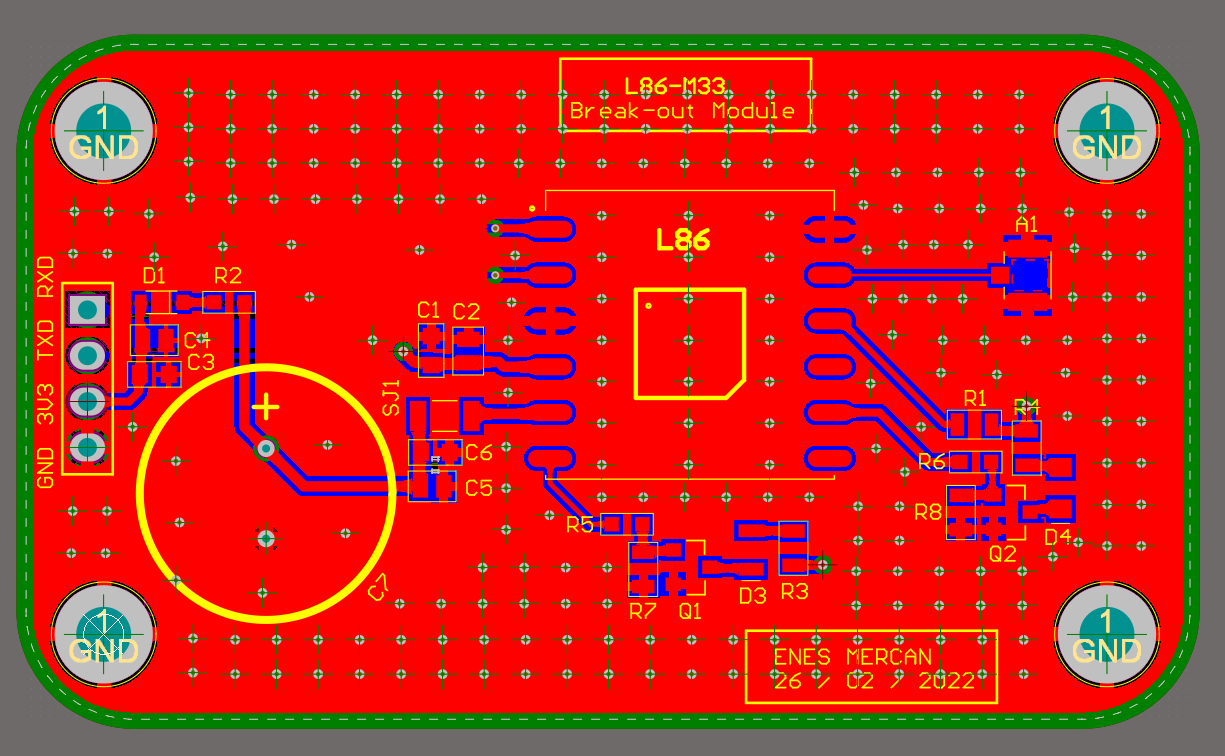 L86-M33
Break-out Module
1
GND
1
GND
L86
A1
RXD
TXD
3V3
GND
D1
R2
C4
C3
C1
C2
SJ1
C6
C5
C7
R1
R4
R6
R8
Q2
D4
R5
R7
Q1
D3
R3
1
GND
1
GND
ENES MERCAN
26 / 02 / 2022